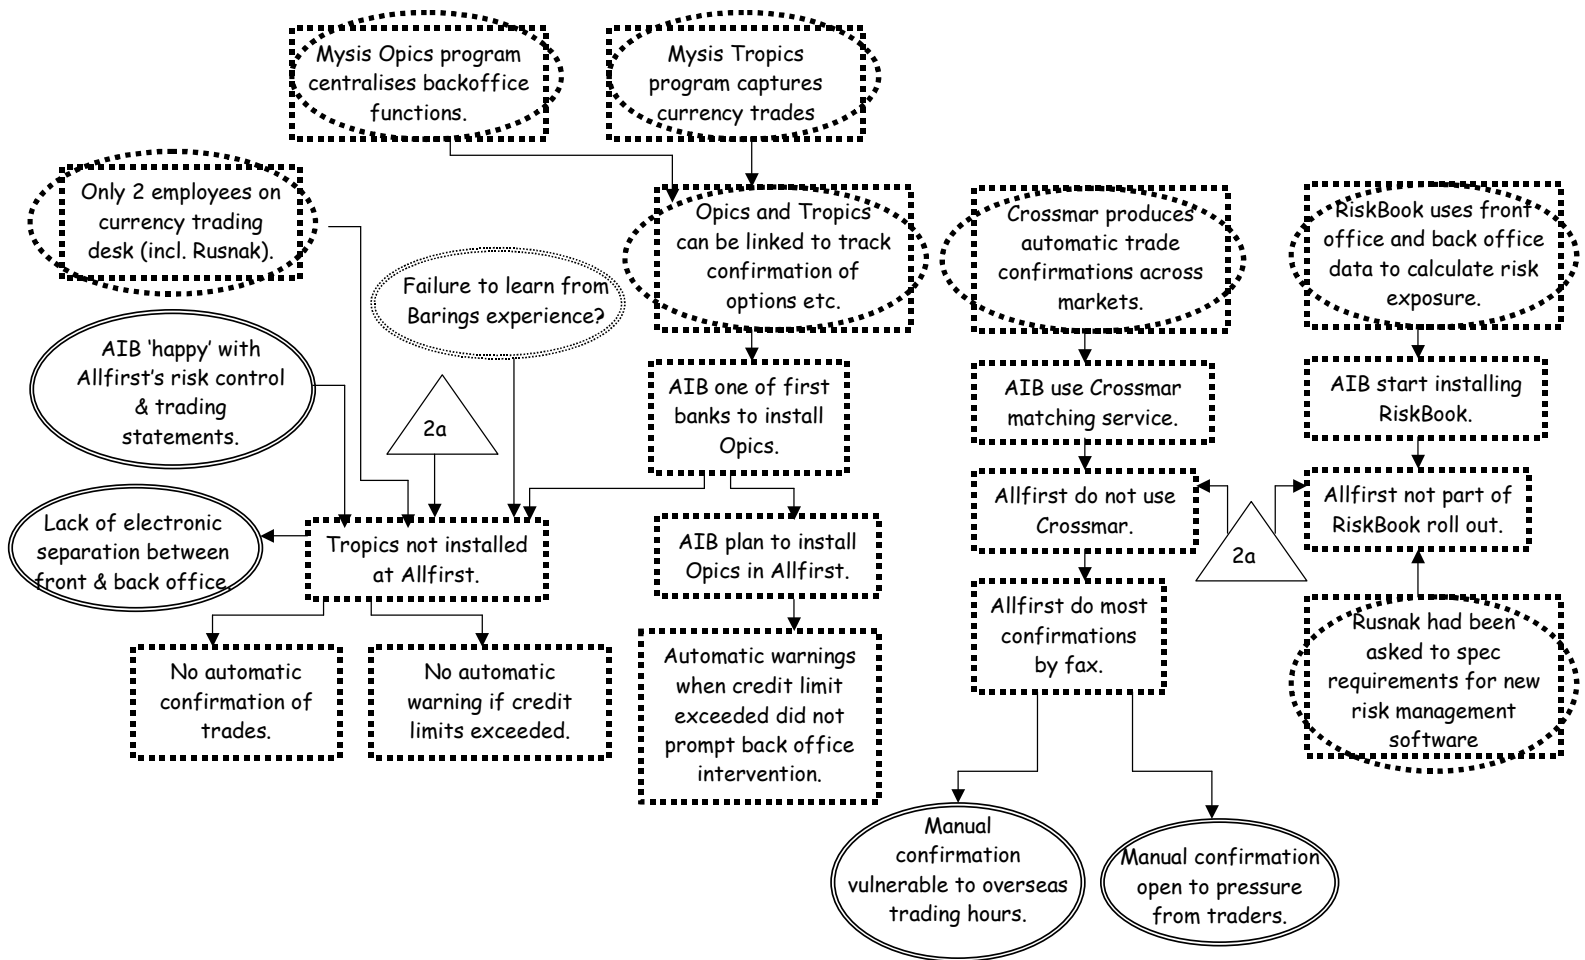 Mysis Opics program
centralises backoffice
functions.
Mysis Tropics
program captures
currency trades
Only 2 employees on
currency trading
desk (incl. Rusnak).
Opics and Tropics
can be linked to track
confirmation of
options etc.
Crossmar produces
automatic trade
confirmations across
markets.
RiskBook uses front
office and back office
data to calculate risk
exposure.
Failure to learn from
Barings experience?
AIB ‘happy’ with
Allfirst’s risk control
& trading
statements.
2a
AIB one of first
banks to install
Opics.
AIB use Crossmar
matching service.
AIB start installing
RiskBook.
Lack of electronic
separation between
front & back office.
Tropics not installed
at Allfirst.
AIB plan to install
Opics in Allfirst.
Allfirst do not use
Crossmar.
2a
Allfirst not part of
RiskBook roll out.
No automatic
confirmation of
trades.
No automatic
warning if credit
limits exceeded.
Automatic warnings
when credit limit
exceeded did not
prompt back office
intervention.
Allfirst do most
confirmations
by fax.
Rusnak had been
asked to spec
requirements for new
risk management
software
Manual
confirmation
vulnerable to overseas
trading hours.
Manual confirmation
open to pressure
from traders.